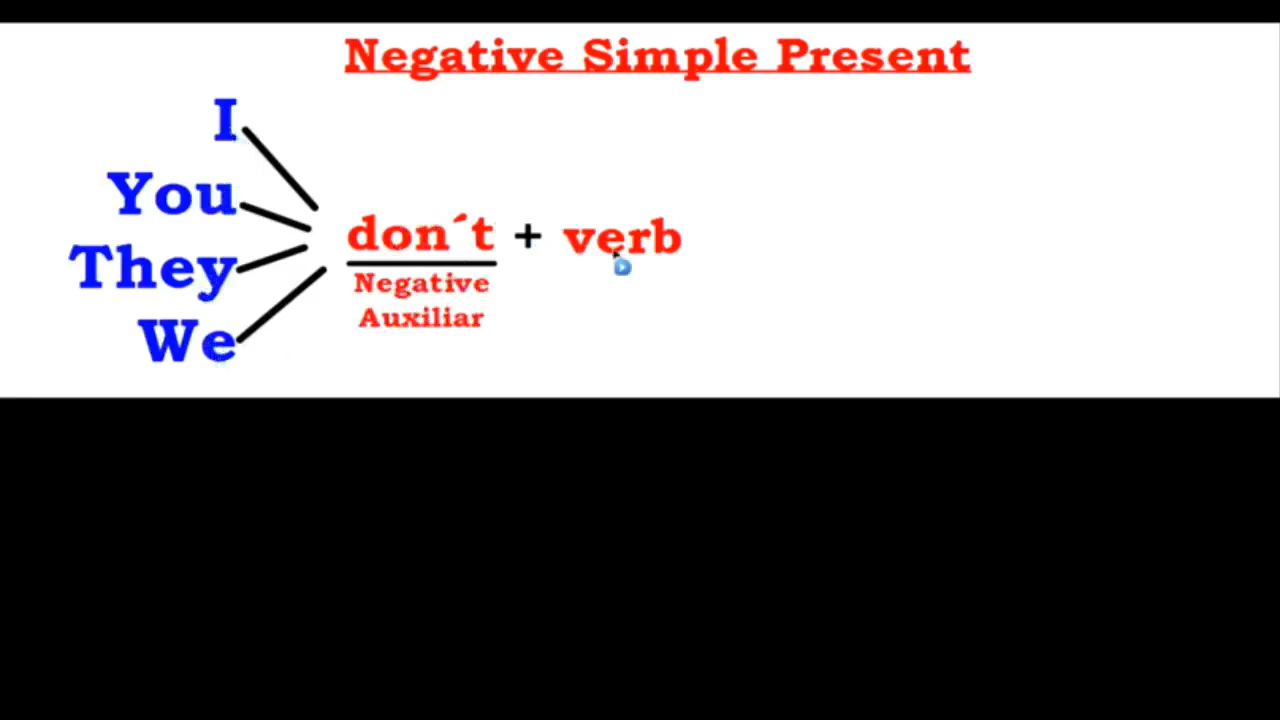 Negative Simple Present
I
You
They
We
don´t + verb
Negative
Auxiliar